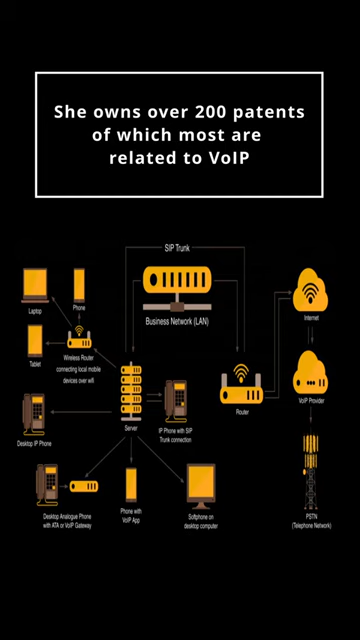 She owns over 200 patents
of which most are
related to VoIP
SIP Trunk
Laptop
Phone
Business Network (LAN)
Internet
Tablet
Wireless Router
connecting local mobile
devices over wifi
Server
IP Phone with SIP
Trunk connection
Router
VOIP Provider
Desktop IP Phone
Desktop Analogue Phone
with ATA or VoIP Gateway
Phone with
VoIP App
Softphone on
desktop computer
PSTN
(Telephone Network)